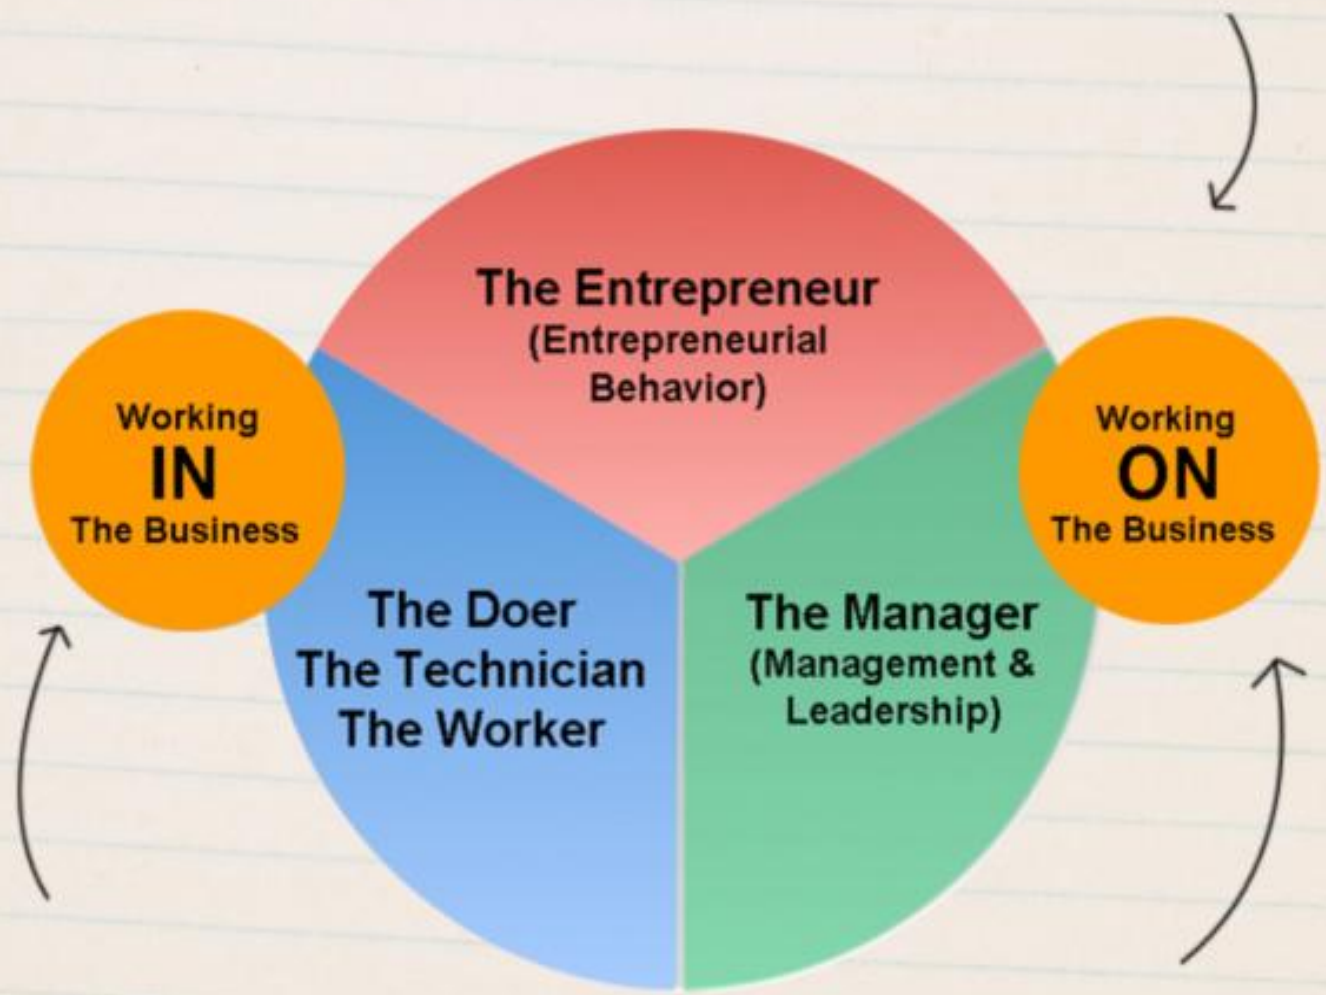 The Entrepreneur
(Entrepreneurial
Behavior)
Working
IN
The Business
Working
ON
The Business
The Doer
The Technician
The Worker
The Manager
(Management &
Leadership)